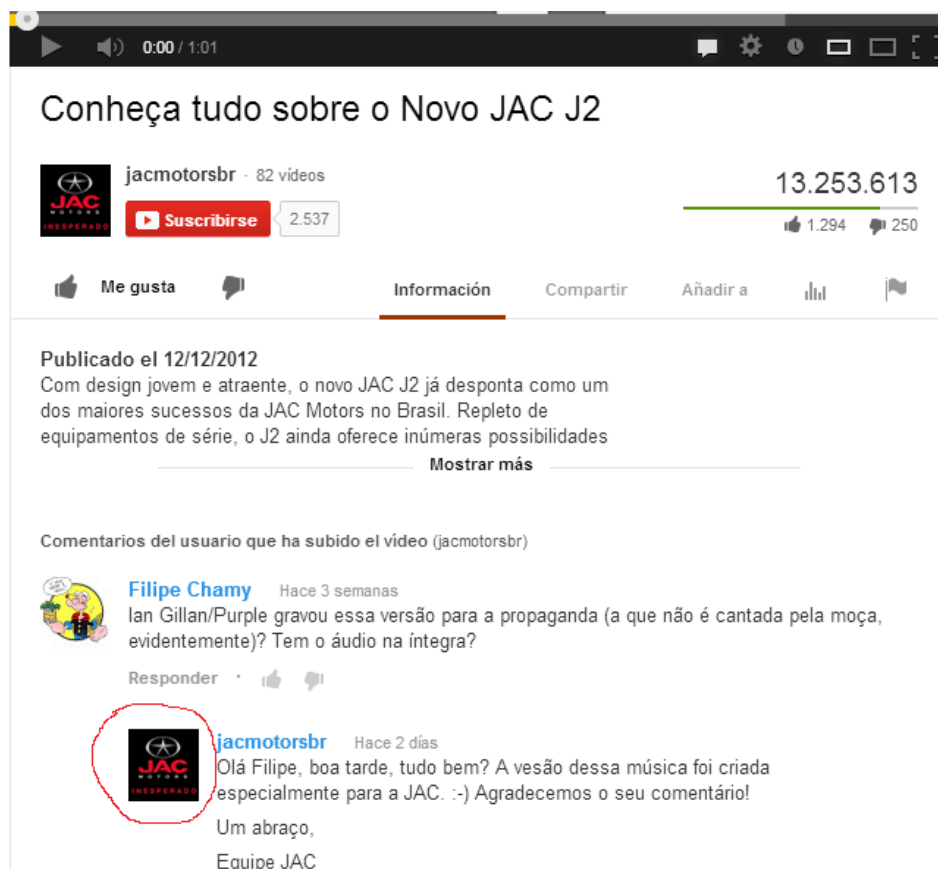 0:00 / 1:01
Conheça tudo sobre o Novo JAC J2
jacmotorsbr · 82 vídeos
13.253.613
JAC
MOTORS
INESPERADO
Suscribirse 2.537
1.294 250
Me gusta Información Compartir Añadir a
Publicado el 12/12/2012
Com design jovem e atraente, o novo JAC J2 já desponta como um
dos maiores sucessos da JAC Motors no Brasil. Repleto de
equipamentos de série, o J2 ainda oferece inúmeras possibilidades
Mostrar más
Comentarios del usuario que ha subido el vídeo (jacmotorsbr)
Filipe Chamy Hace 3 semanas
Ian Gillan/Purple gravou essa versão para a propaganda (a que não é cantada pela moça,
evidentemente)? Tem o áudio na íntegra?
Responder ·
JAC
MOTORS
INESPERADO
jacmotorsbr Hace 2 días
Olá Filipe, boa tarde, tudo bem? A vesão dessa música foi criada
especialmente para a JAC. :-) Agradecemos o seu comentário!
Um abraço,
Equipe JAC